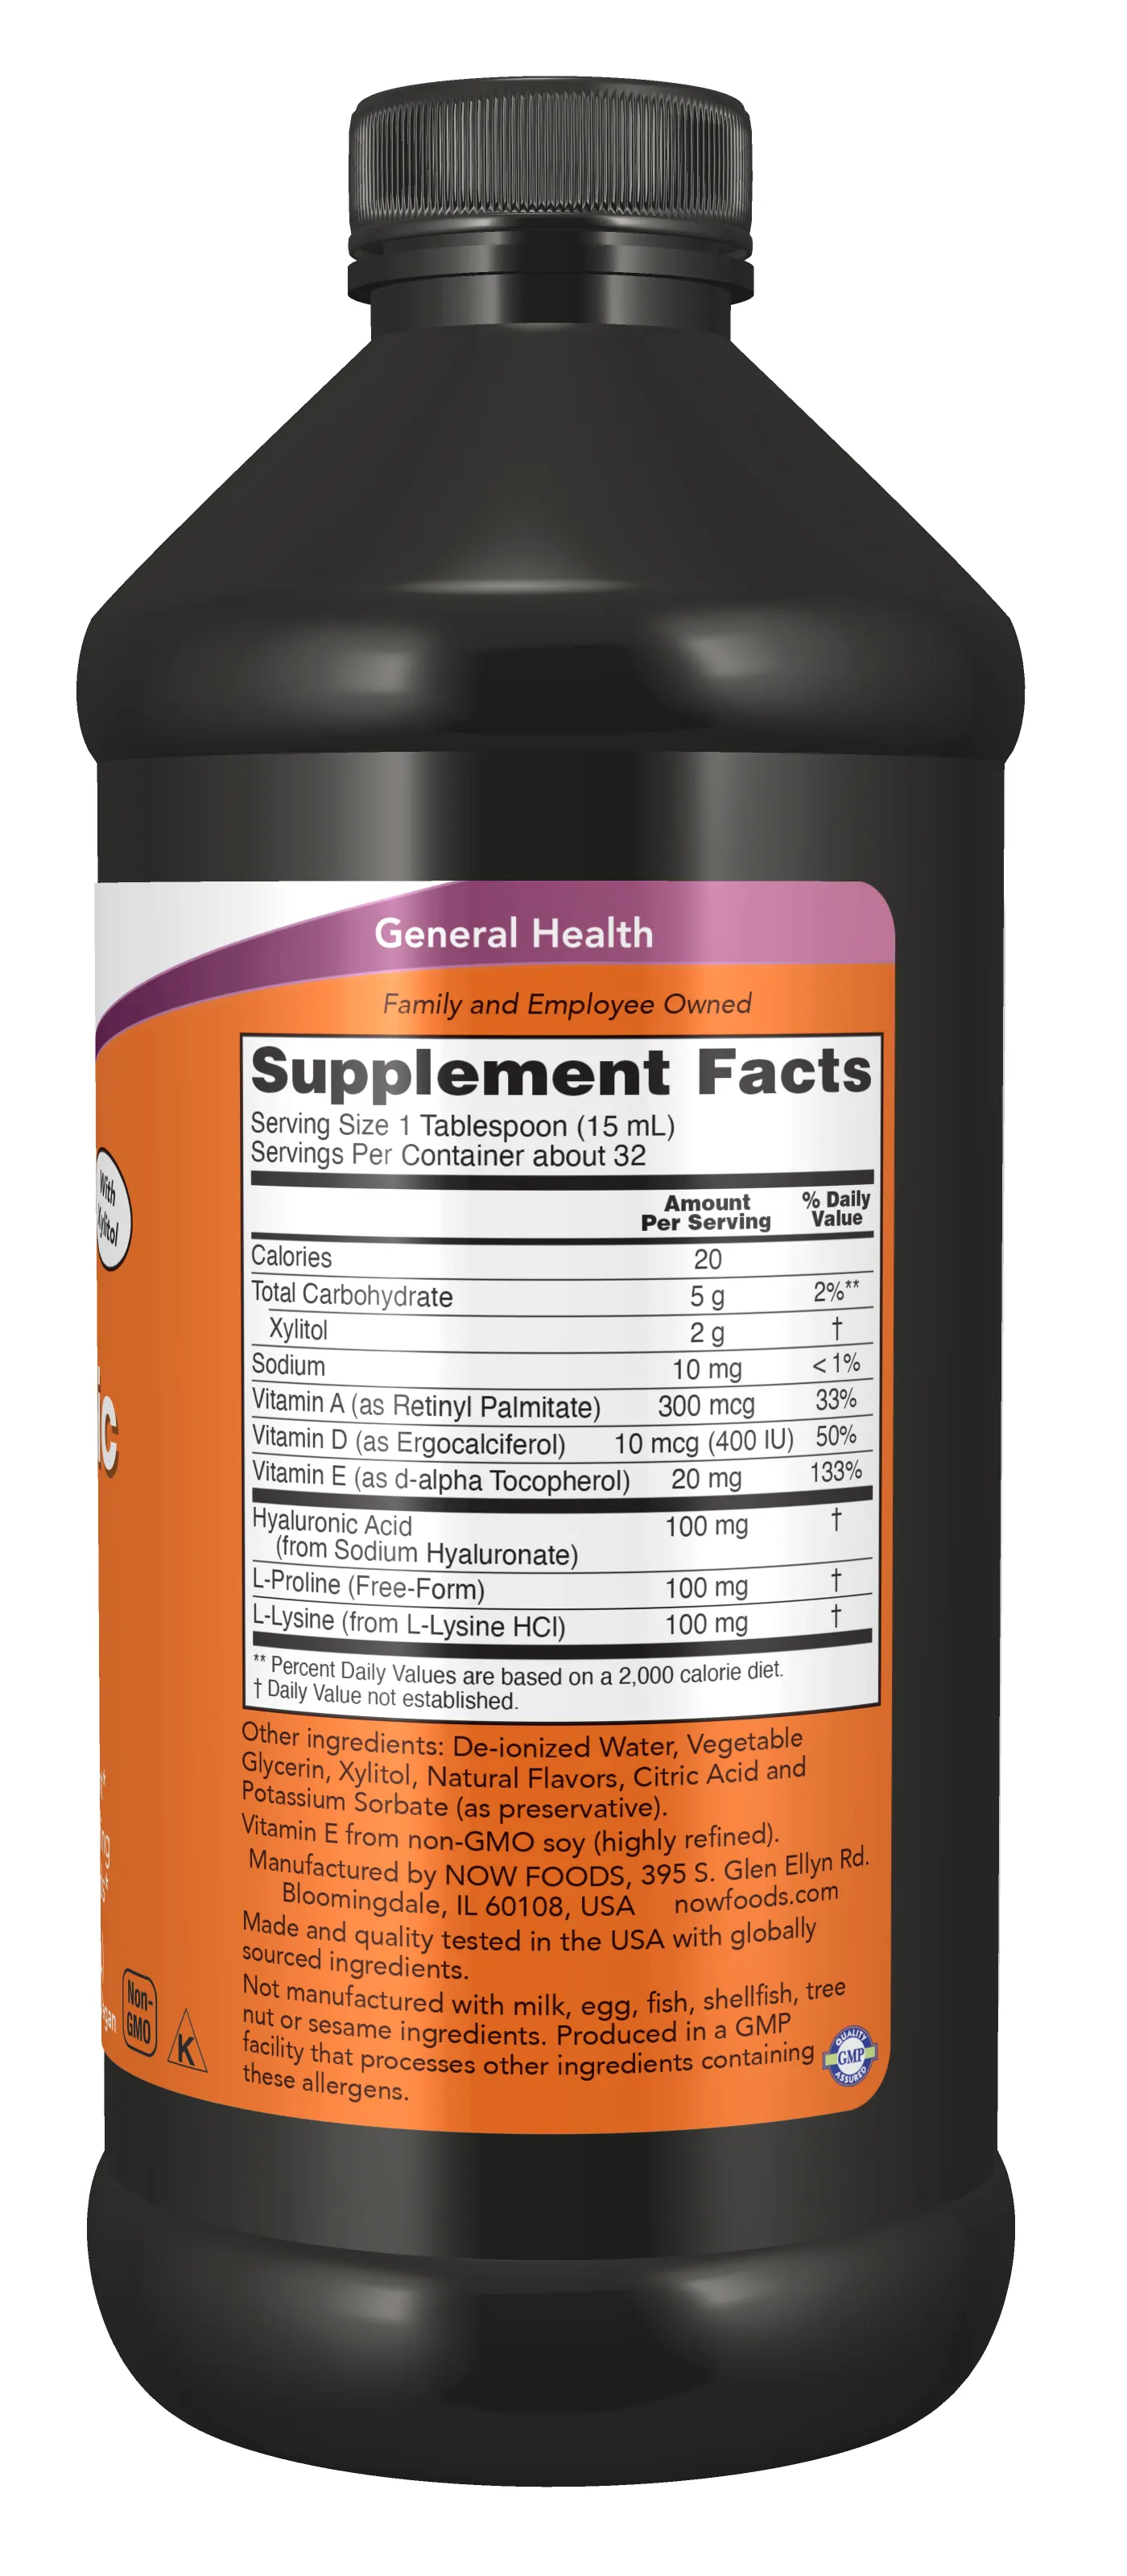 General Health
Family and Employee Owned
Supplement Facts
Serving Size 1 Tablespoon (15 mL)
Servings Per Container about 32
Amount Per Serving % Daily Value
Calories 20
Total Carbohydrate 5 g 2%**
Xylitol 2 g †
Sodium 10 mg < 1%
Vitamin A (as Retinyl Palmitate) 300 mcg 33%
Vitamin D (as Ergocalciferol) 10 mcg (400 IU) 50%
Vitamin E (as d-alpha Tocopherol) 20 mg 133%
Hyaluronic Acid 100 mg †
(from Sodium Hyaluronate)
L-Proline (Free-Form) 100 mg †
L-Lysine (from L-Lysine HCl) 100 mg †
** Percent Daily Values are based on a 2,000 calorie diet.
† Daily Value not established.
Other ingredients: De-ionized Water, Vegetable
Glycerin, Xylitol, Natural Flavors, Citric Acid and
Potassium Sorbate (as preservative).
Vitamin E from non-GMO soy (highly refined).
Manufactured by NOW FOODS, 395 S. Glen Ellyn Rd.
Bloomingdale, IL 60108, USA nowfoods.com
Made and quality tested in the USA with globally
sourced ingredients.
Not manufactured with milk, egg, fish, shellfish, tree
nut or sesame ingredients. Produced in a GMP
facility that processes other ingredients containing
these allergens.
QUALITY
GMP
ASSURED
With
Xylitol
ic
Non-
GMO
K